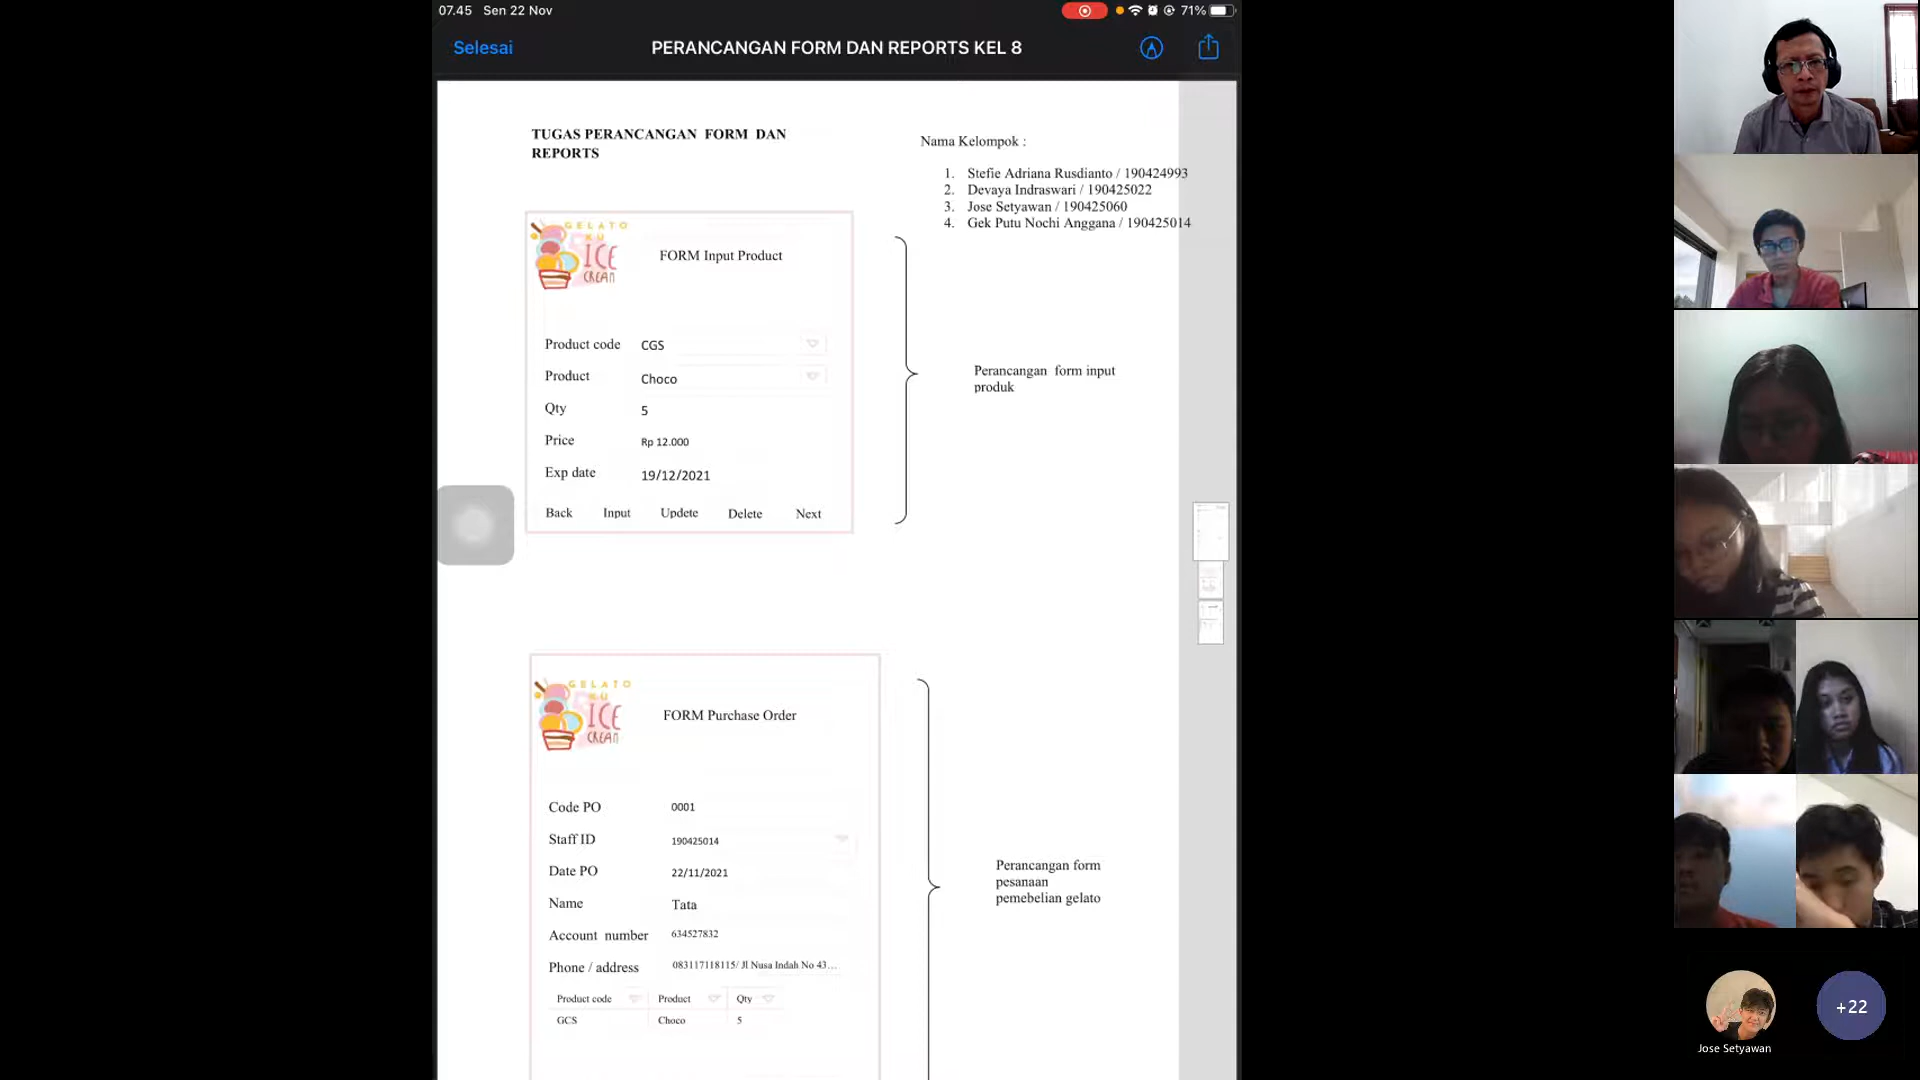 07.45 Sen 22 Nov
71%
Selesai
PERANCANGAN FORM DAN REPORTS KEL 8
TUGAS PERANCANGAN FORM DAN
REPORTS
Nama Kelompok :
1. Stefie Adriana Rusdianto / 190424993
2. Devaya Indraswari / 190425022
3. Jose Setyawan / 190425060
4. Gek Putu Nochi Anggana / 190425014
GELATO
KU
ICE
CREAM
FORM Input Product
Product code CGS
Product Choco
Qty 5
Price Rp 12.000
Exp date 19/12/2021
Back Input Update Delete Next
Perancangan form input
produk
GELATO
KU
ICE
CREAM
FORM Purchase Order
Code PO 0001
Staff ID 190425014
Date PO 22/11/2021
Name Tata
Account number 634527832
Phone / address 083117118115/ Jl Nusa Indah No 43...
Product code Product Qty
GCS Choco 5
Perancangan form
pesanaan
pemebelian gelato
+22
Jose Setyawan